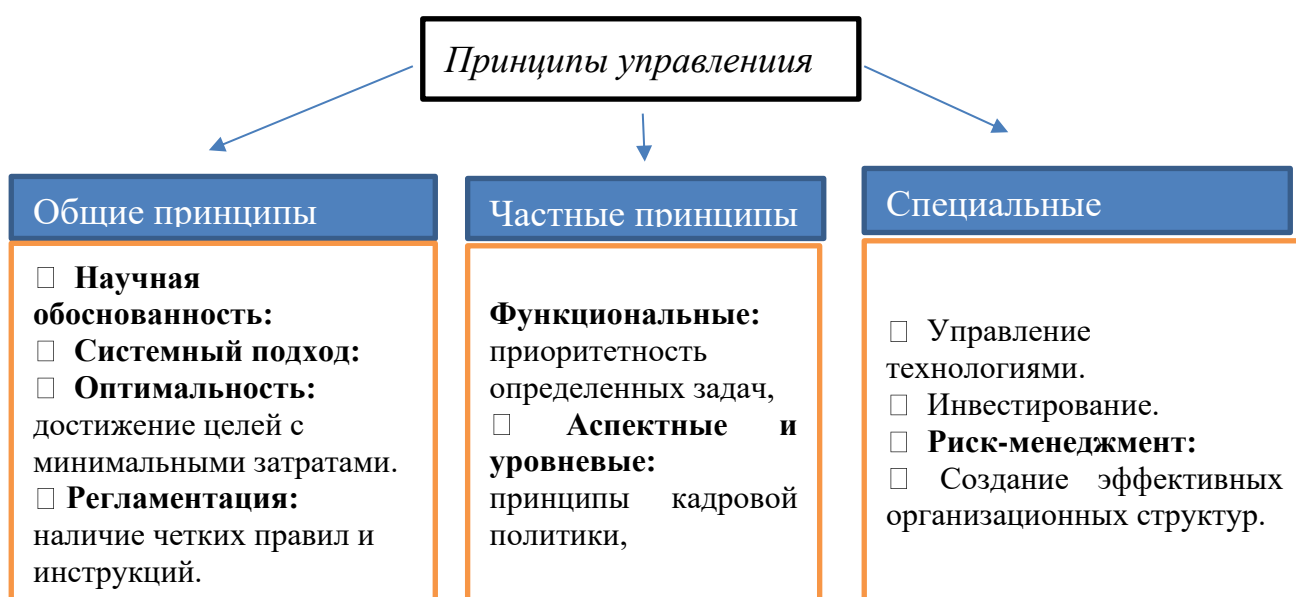 Принципы управлениия
Общие принципы
□ Научная
обоснованность:
□ Системный подход:
□ Оптимальность:
достижение целей с
минимальными затратами.
□ Регламентация:
наличие четких правил и
инструкций.
Частные принципы
Функциональные:
приоритетность
определенных задач,
□ Аспектные и
уровневые:
принципы кадровой
политики,
Специальные
□ Управление
технологиями.
□ Инвестирование.
□ Риск-менеджмент:
□ Создание эффективных
организационных структур.